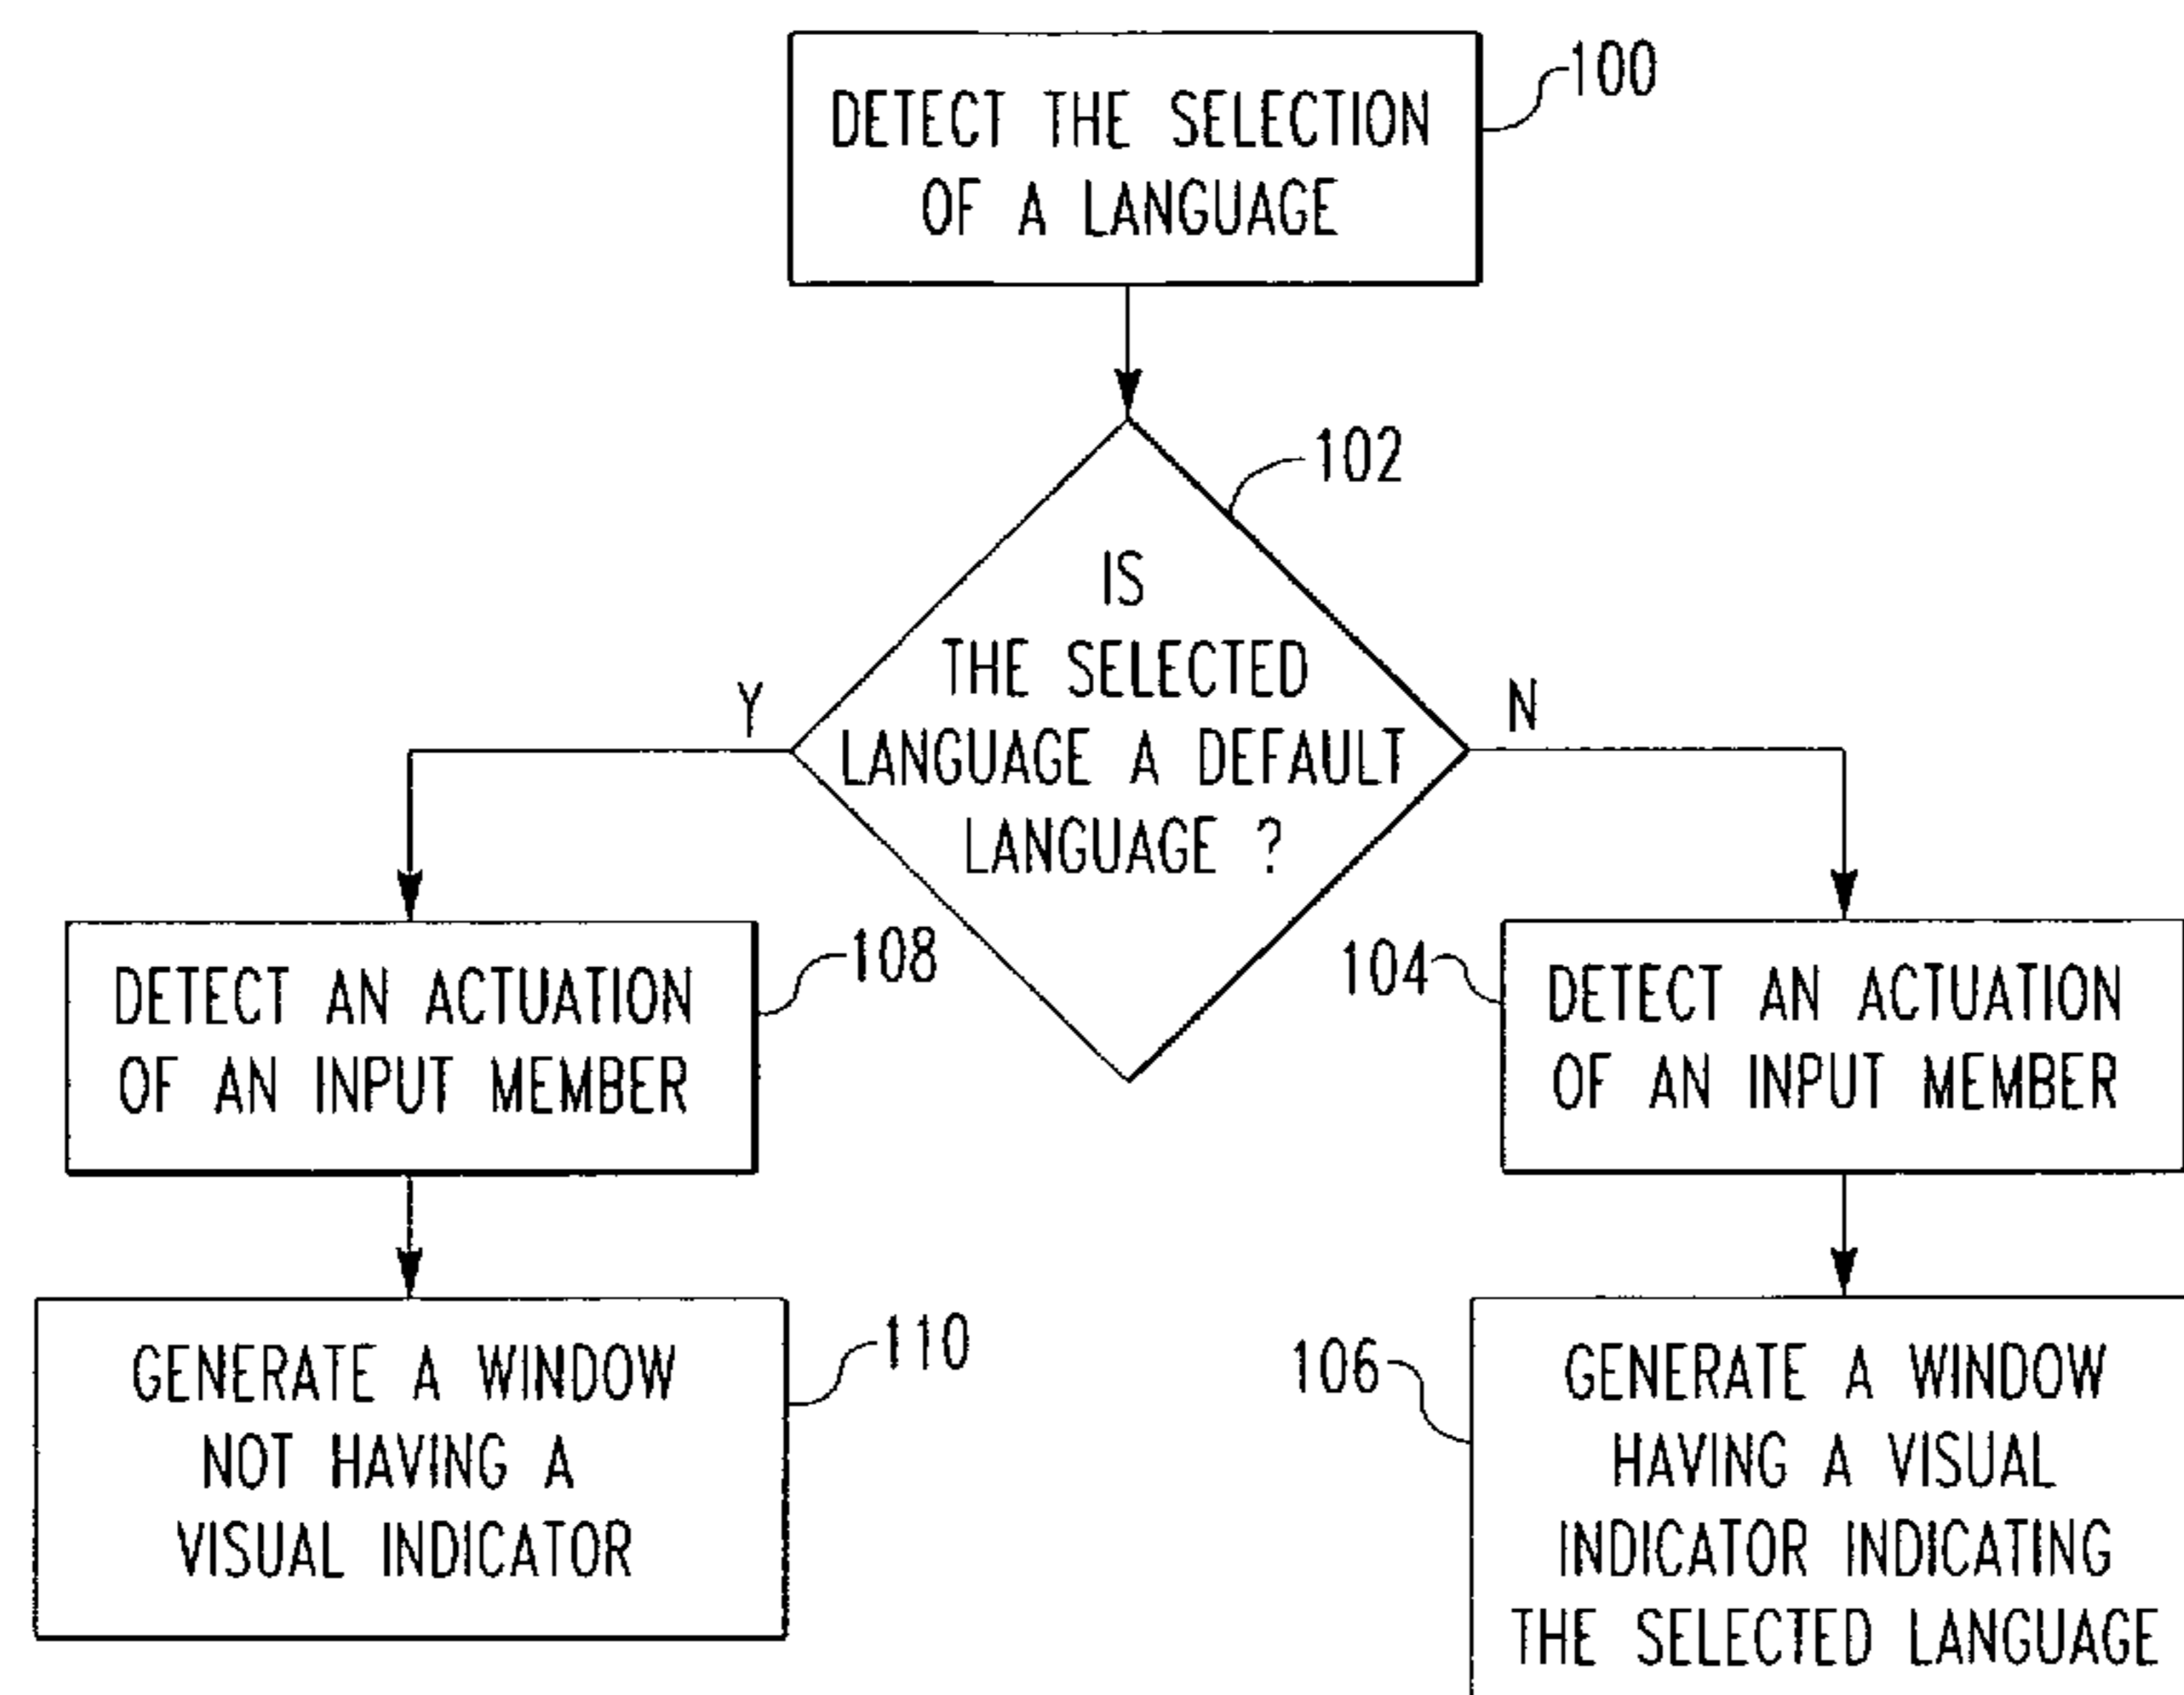 DETECT THE SELECTION
OF A LANGUAGE
100
102
IS
THE SELECTED
LANGUAGE A DEFAULT
LANGUAGE ?
Y
N
DETECT AN ACTUATION
OF AN INPUT MEMBER
108
104
DETECT AN ACTUATION
OF AN INPUT MEMBER
GENERATE A WINDOW
NOT HAVING A
VISUAL INDICATOR
110
106
GENERATE A WINDOW
HAVING A VISUAL
INDICATOR INDICATING
THE SELECTED LANGUAGE